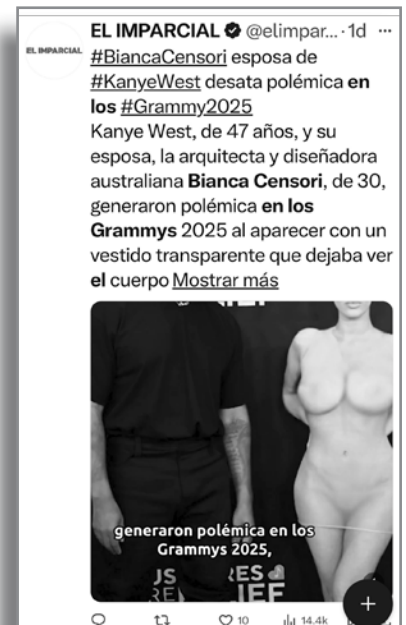 EL IMPARCIAL @elimpar... · 1d ...
EL IMPARCIAL
#BiancaCensori esposa de
#KanyeWest desata polémica en
los #Grammy2025
Kanye West, de 47 años, y su
esposa, la arquitecta y diseñadora
australiana Bianca Censori, de 30,
generaron polémica en los
Grammys 2025 al aparecer con un
vestido transparente que dejaba ver
el cuerpo Mostrar más
generaron polémica en los
Grammys 2025,
10 14.4k